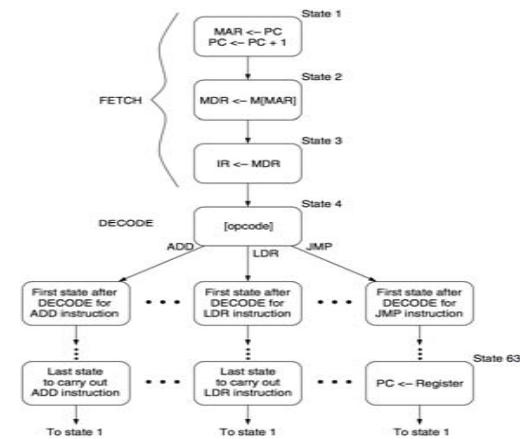 State 1
MAR <- PC
PC <- PC + 1
State 2
FETCH
MDR <- M[MAR]
State 3
IR <- MDR
State 4
DECODE
[opcode]
ADD
LDR
JMP
First state after
DECODE for
ADD instruction
First state after
DECODE for
LDR instruction
First state after
DECODE for
JMP instruction
State 63
Last state
to carry out
ADD instruction
Last state
to carry out
LDR instruction
PC <- Register
To state 1
To state 1
To state 1